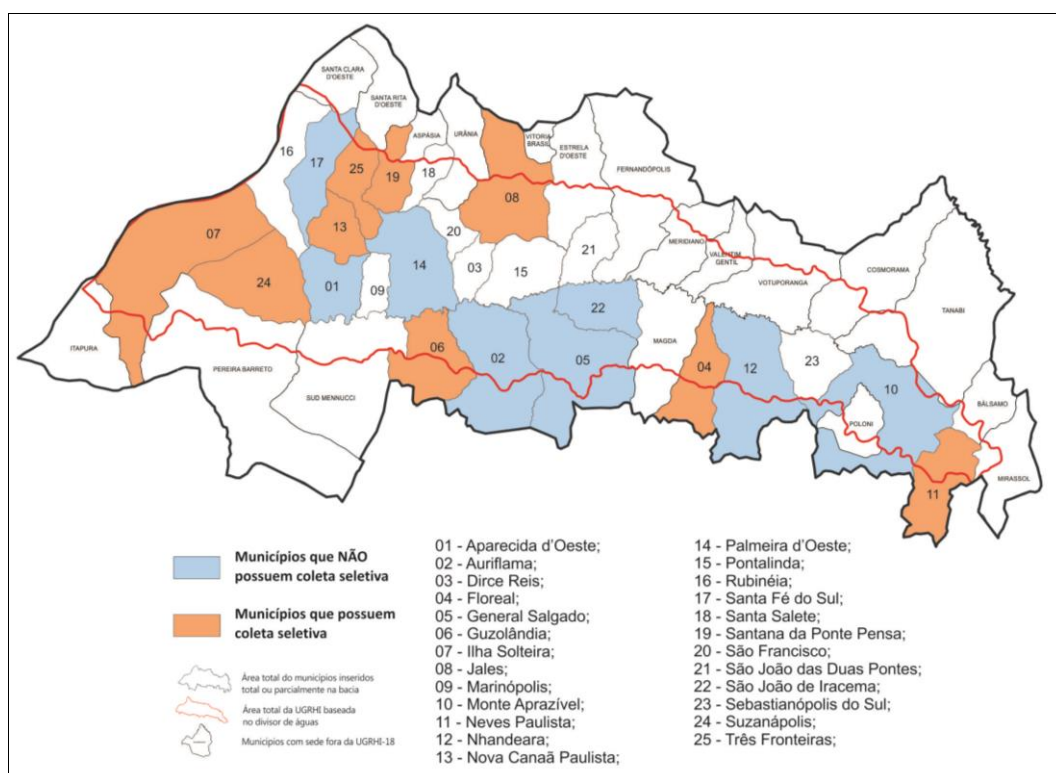 SANTA CLARA
D'OESTE
SANTA RITA
D'OESTE
ASPÁSIA
URÂNIA
VITORIA
BRASIL
ESTRELA
D'OESTE
FERNANDÓPOLIS
16
17
25
19
18
08
07
13
20
21
MERIDIANO
VALENTIM
GENTIL
COSMORAMA
24
01
09
14
03
15
VOTUPORANGA
TANABI
22
ITAPURA
PEREIRA BARRETO
06
02
05
MAGDA
04
12
23
10
SUD MENNUCCI
POLONI
BÁLSAMO
MIRASSOL
11
Municípios que NÃO
possuem coleta seletiva
Municípios que possuem
coleta seletiva
Área total do municípios inseridos
total ou parcialmente na bacia
Área total da UGRHI baseada
no divisor de águas
Municípios com sede fora da UGRHI-18
01 - Aparecida d'Oeste;
02 - Auriflama;
03 - Dirce Reis;
04 - Floreal;
05 - General Salgado;
06 - Guzolândia;
07 - Ilha Solteira;
08 - Jales;
09 - Marinópolis;
10 - Monte Aprazível;
11 - Neves Paulista;
12 - Nhandeara;
13 - Nova Canaã Paulista;
14 - Palmeira d'Oeste;
15 - Pontalinda;
16 - Rubinéia;
17 - Santa Fé do Sul;
18 - Santa Salete;
19 - Santana da Ponte Pensa;
20 - São Francisco;
21 - São João das Duas Pontes;
22 - São João de Iracema;
23 - Sebastianópolis do Sul;
24 - Suzanápolis;
25 - Três Fronteiras;